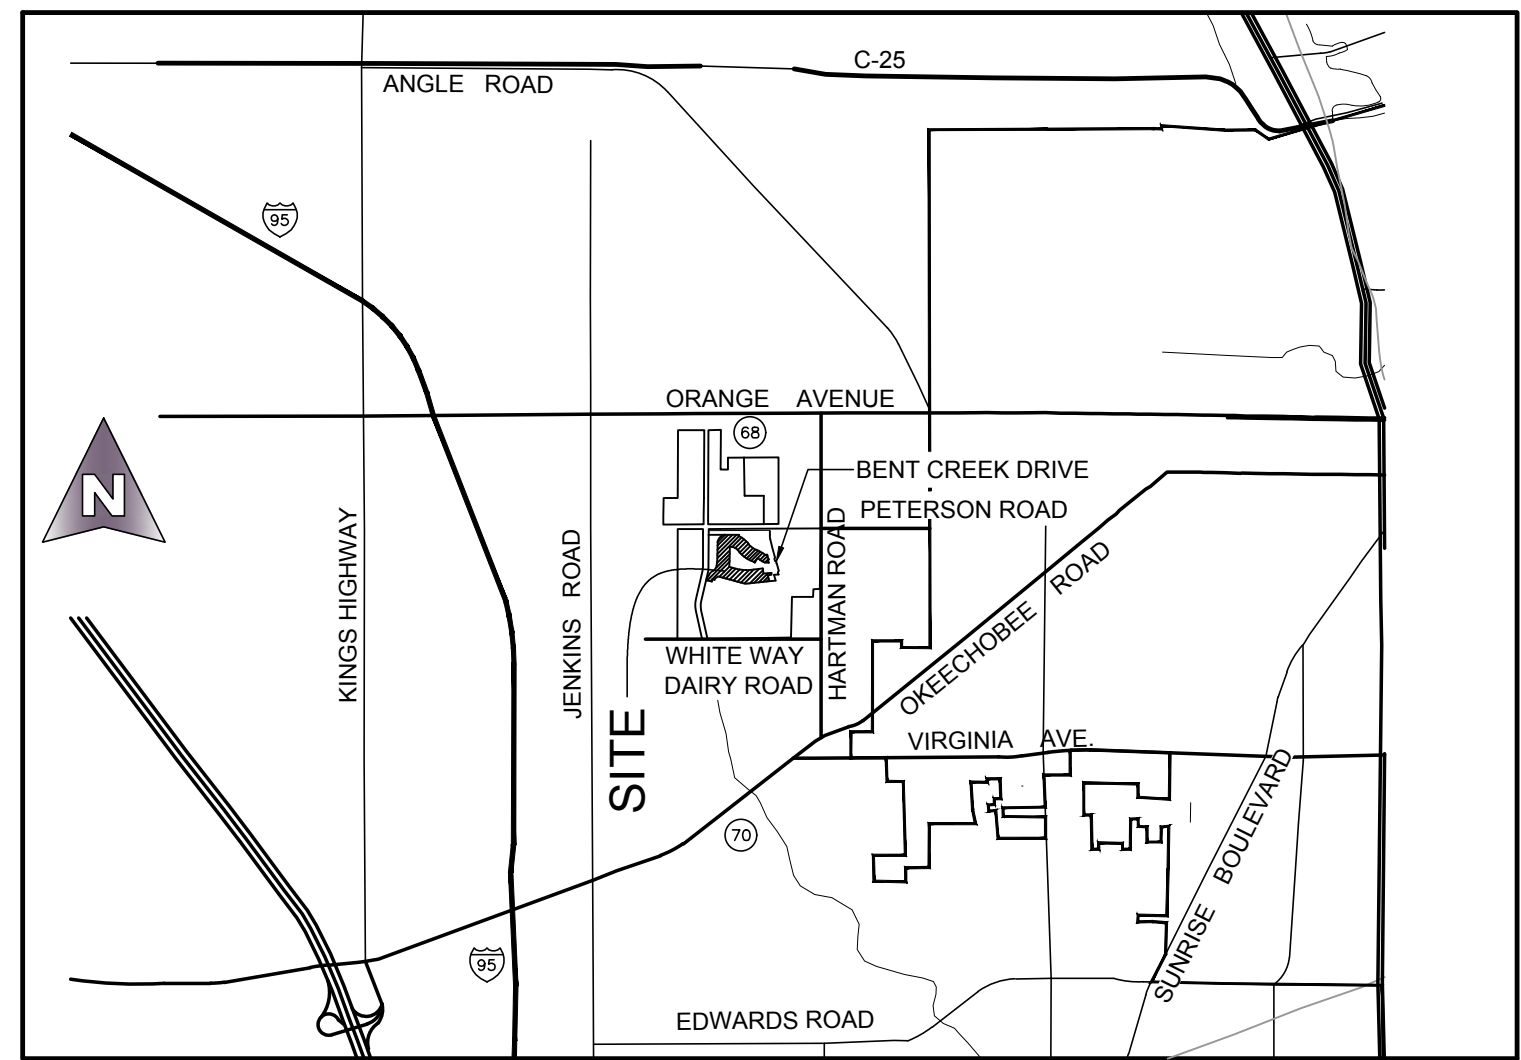 C-25
ANGLE ROAD
95
ORANGE AVENUE
68
BENT CREEK DRIVE
N
PETERSON ROAD
KINGS HIGHWAY
JENKINS ROAD
HARTMAN ROAD
OKEECHOBEE ROAD
WHITE WAY
DAIRY ROAD
SITE
VIRGINIA AVE.
70
SUNRISE BOULEVARD
95
EDWARDS ROAD